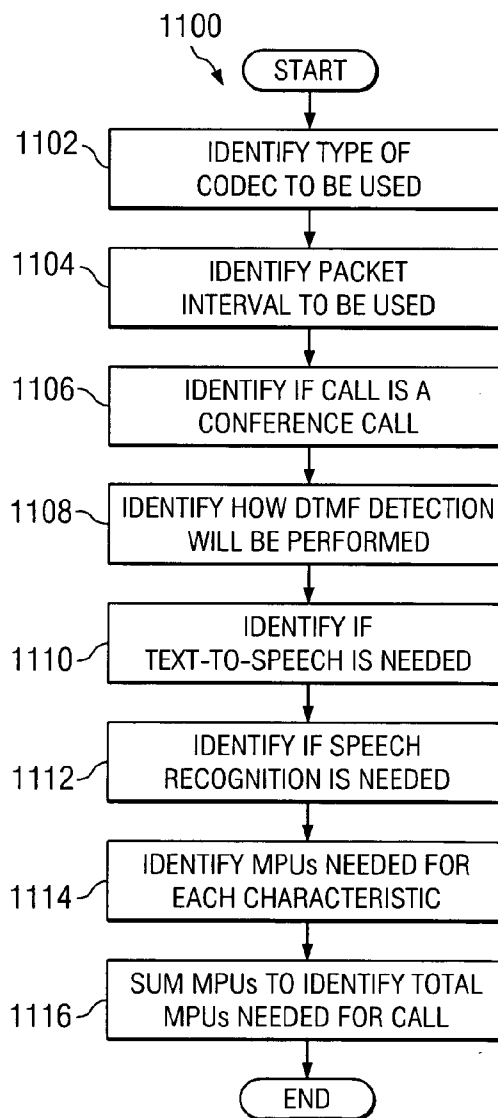 1100
START
1102
IDENTIFY TYPE OF
CODEC TO BE USED
1104
IDENTIFY PACKET
INTERVAL TO BE USED
1106
IDENTIFY IF CALL IS A
CONFERENCE CALL
1108
IDENTIFY HOW DTMF DETECTION
WILL BE PERFORMED
1110
IDENTIFY IF
TEXT-TO-SPEECH IS NEEDED
1112
IDENTIFY IF SPEECH
RECOGNITION IS NEEDED
1114
IDENTIFY MPUs NEEDED FOR
EACH CHARACTERISTIC
1116
SUM MPUs TO IDENTIFY TOTAL
MPUs NEEDED FOR CALL
END